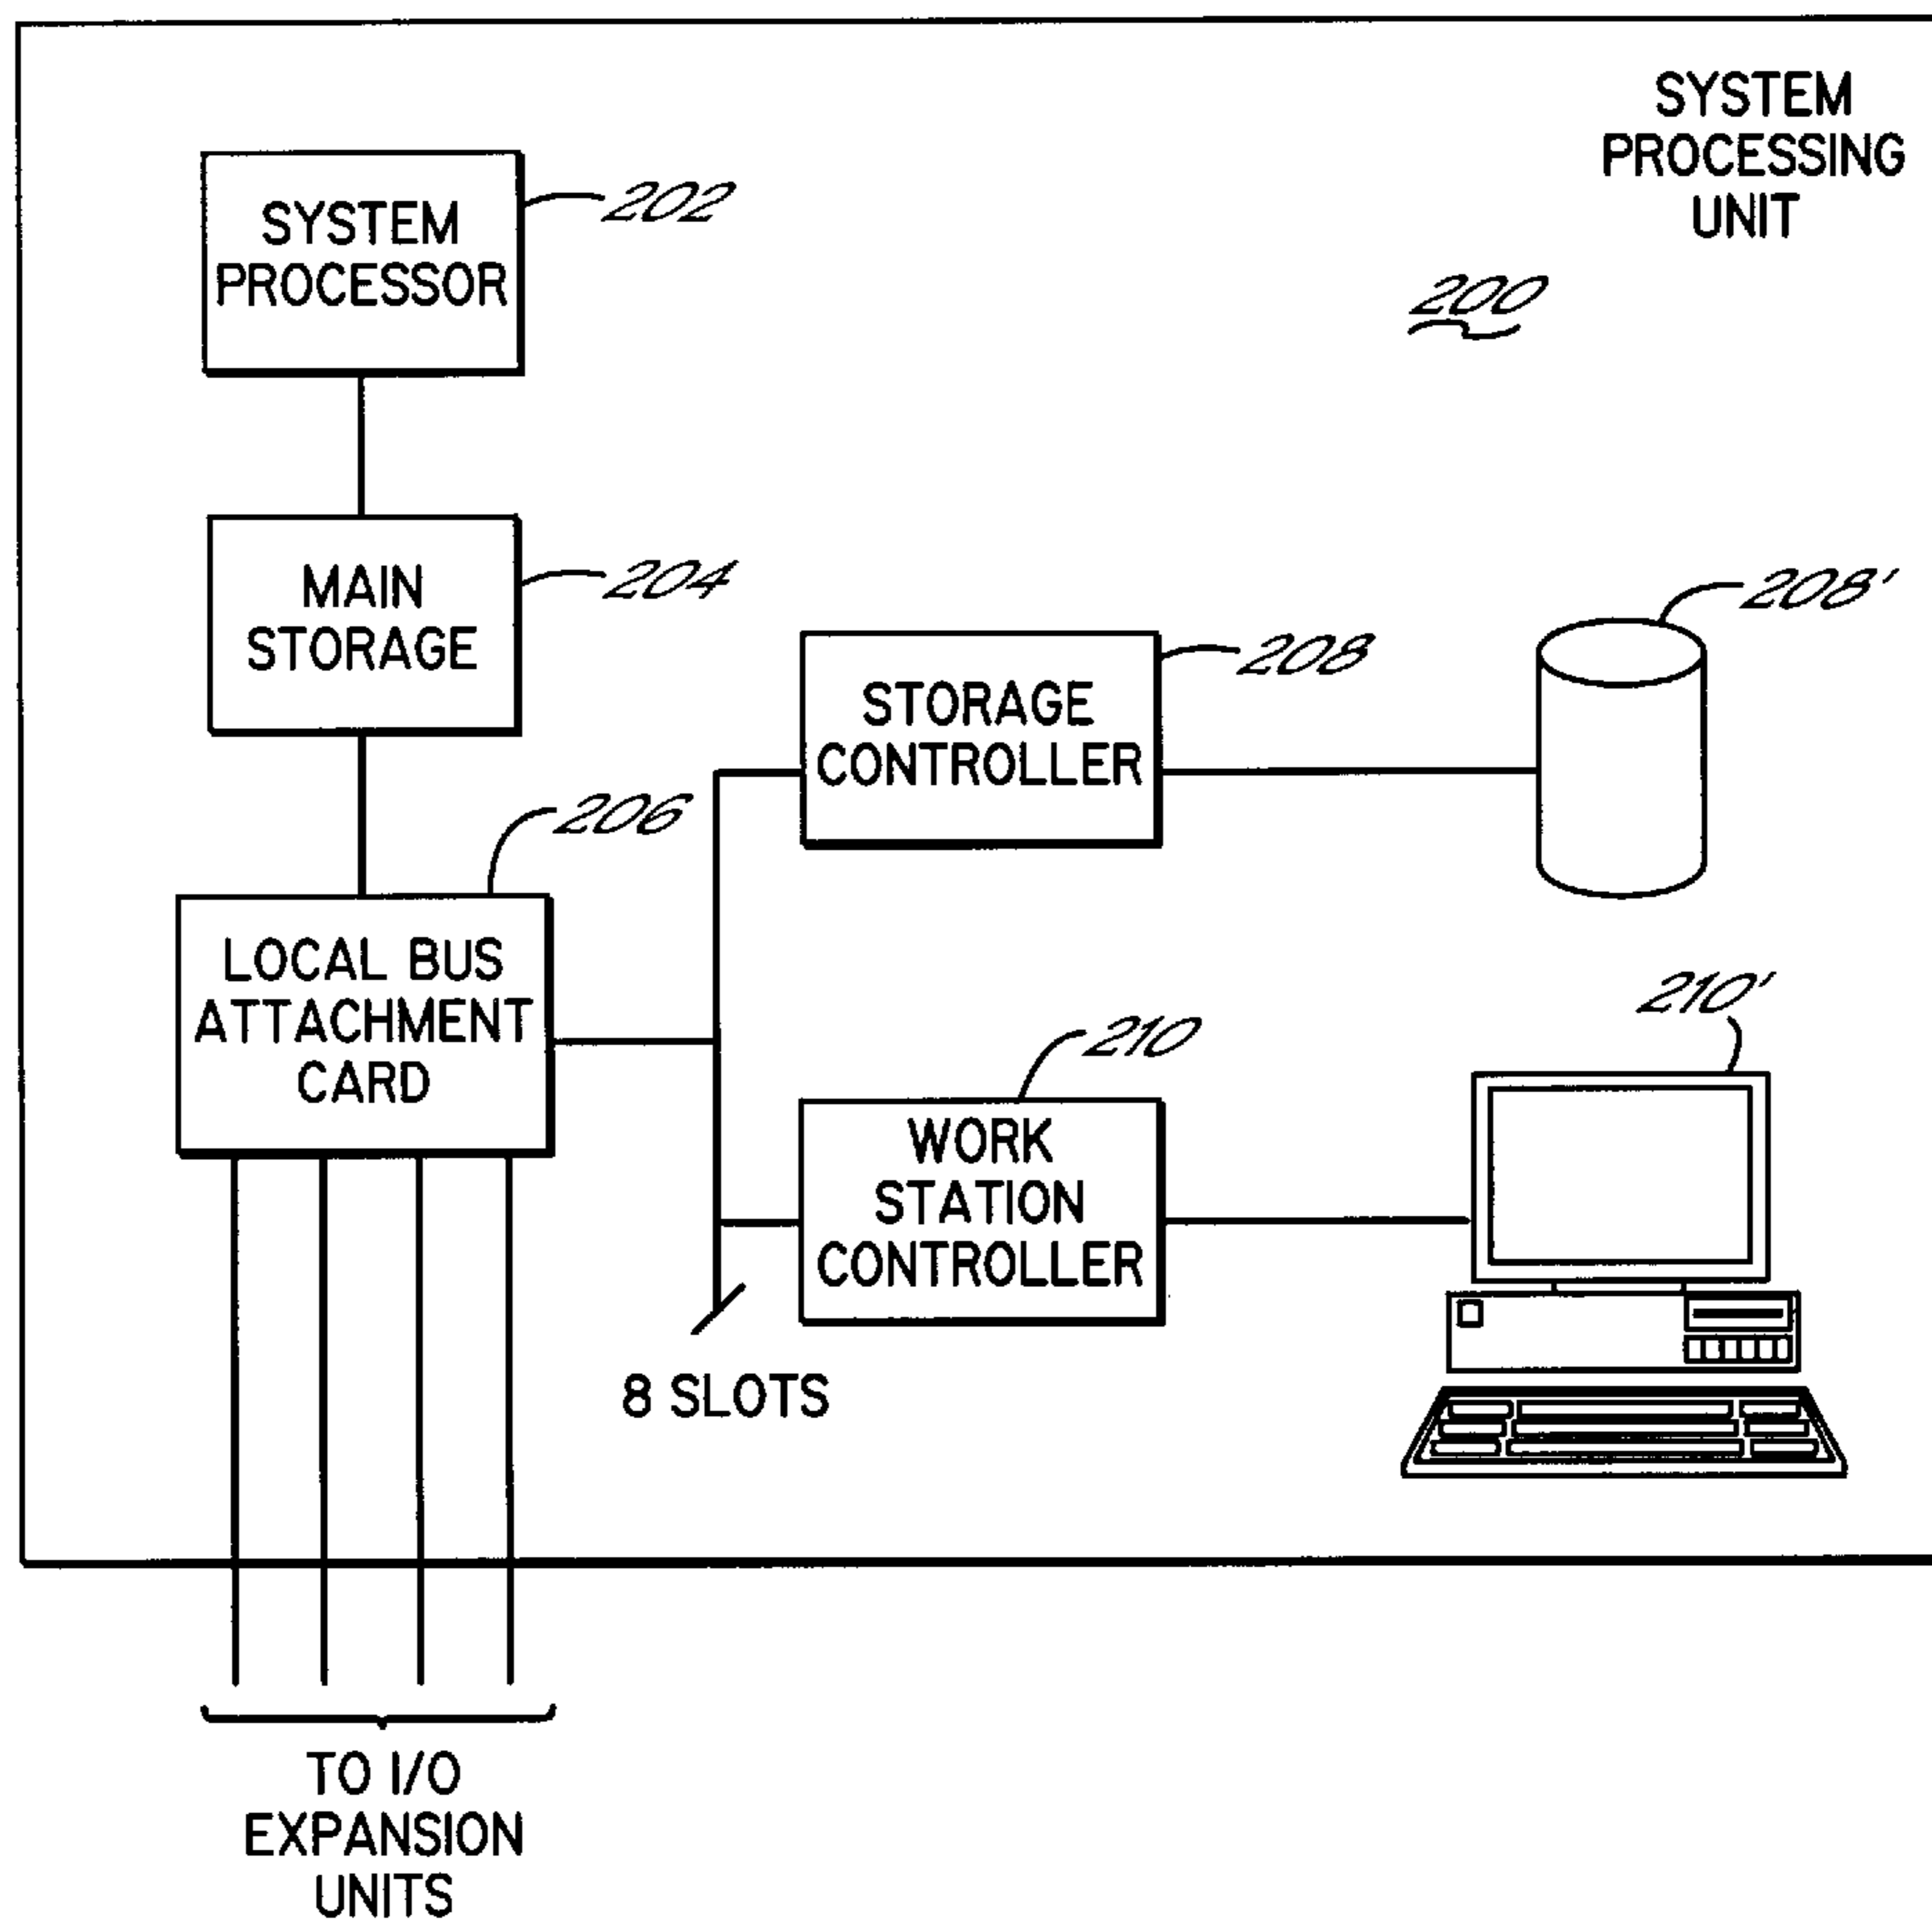 SYSTEM
PROCESSING
UNIT
200
SYSTEM
PROCESSOR
202
MAIN
STORAGE
204
STORAGE
CONTROLLER
208
208'
206
LOCAL BUS
ATTACHMENT
CARD
210
WORK
STATION
CONTROLLER
210'
8 SLOTS
TO I/O
EXPANSION
UNITS